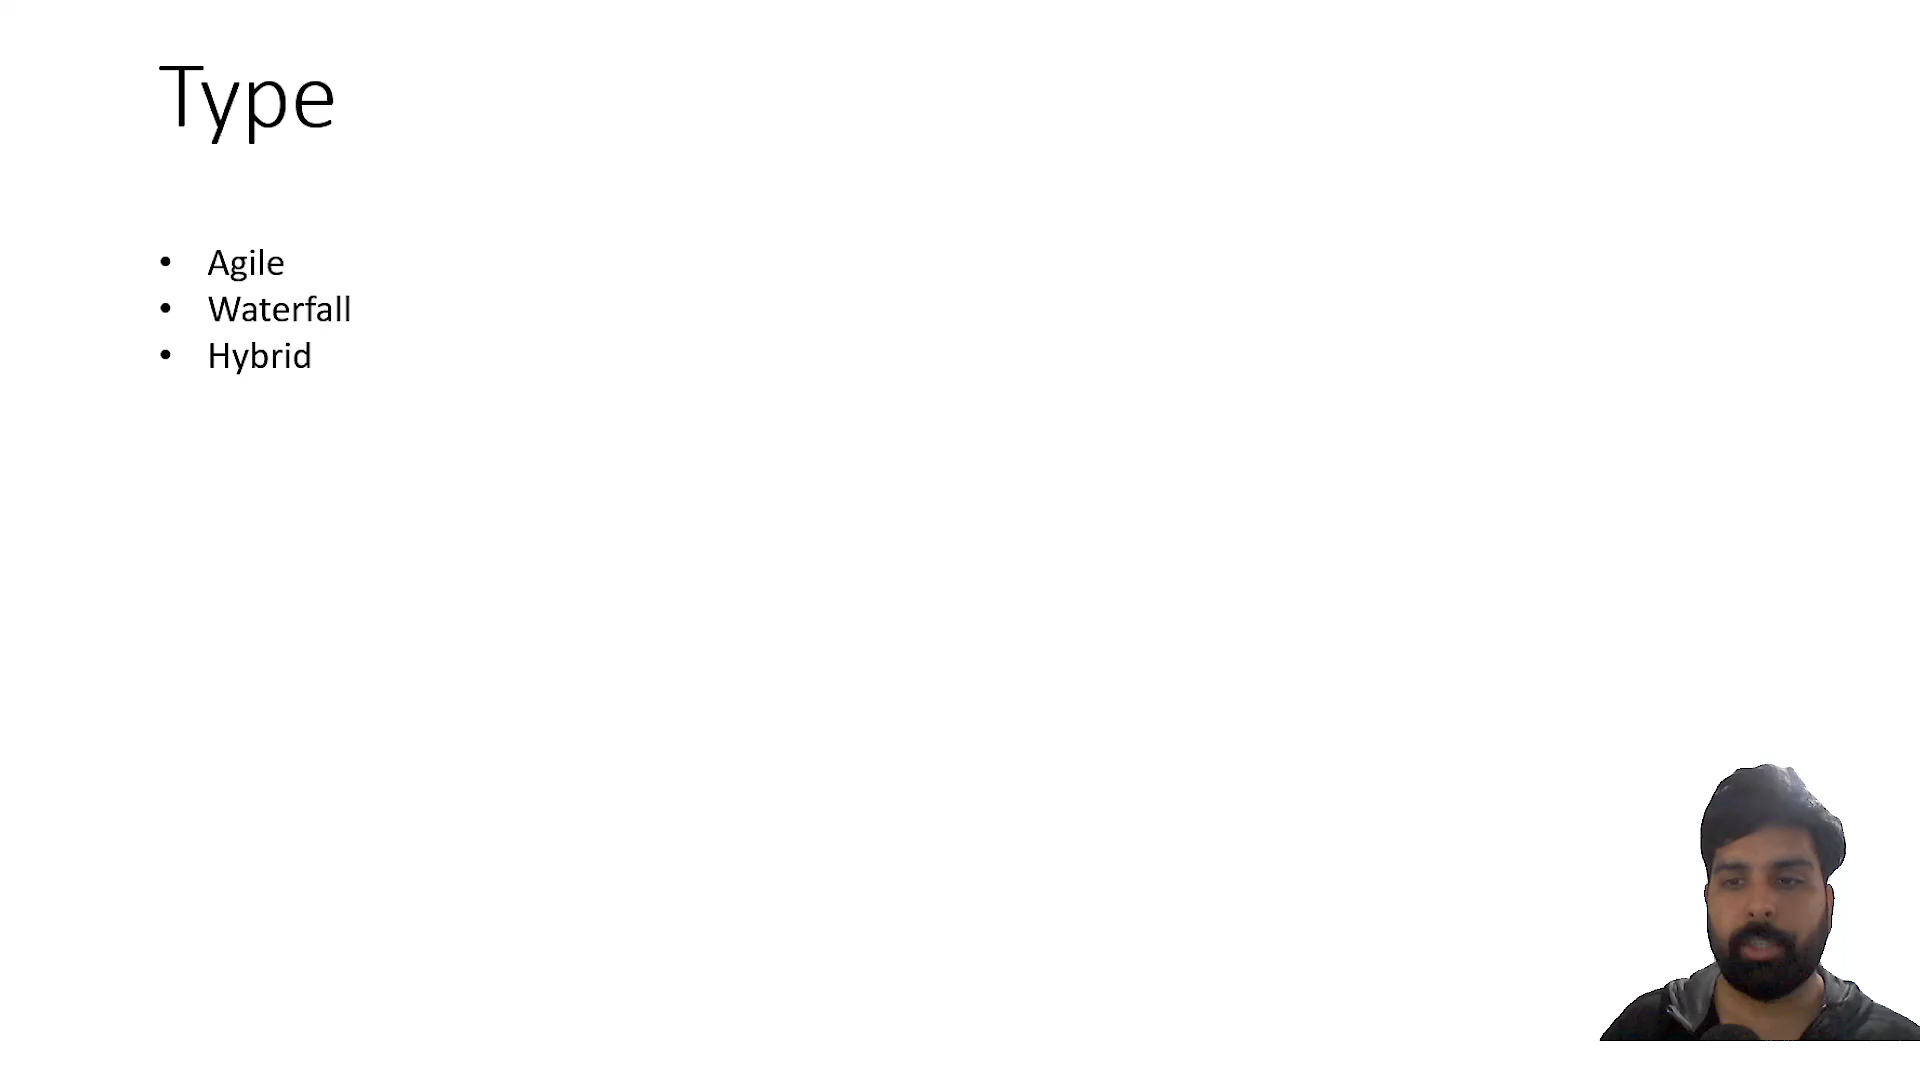 Type
• Agile
• Waterfall
• Hybrid